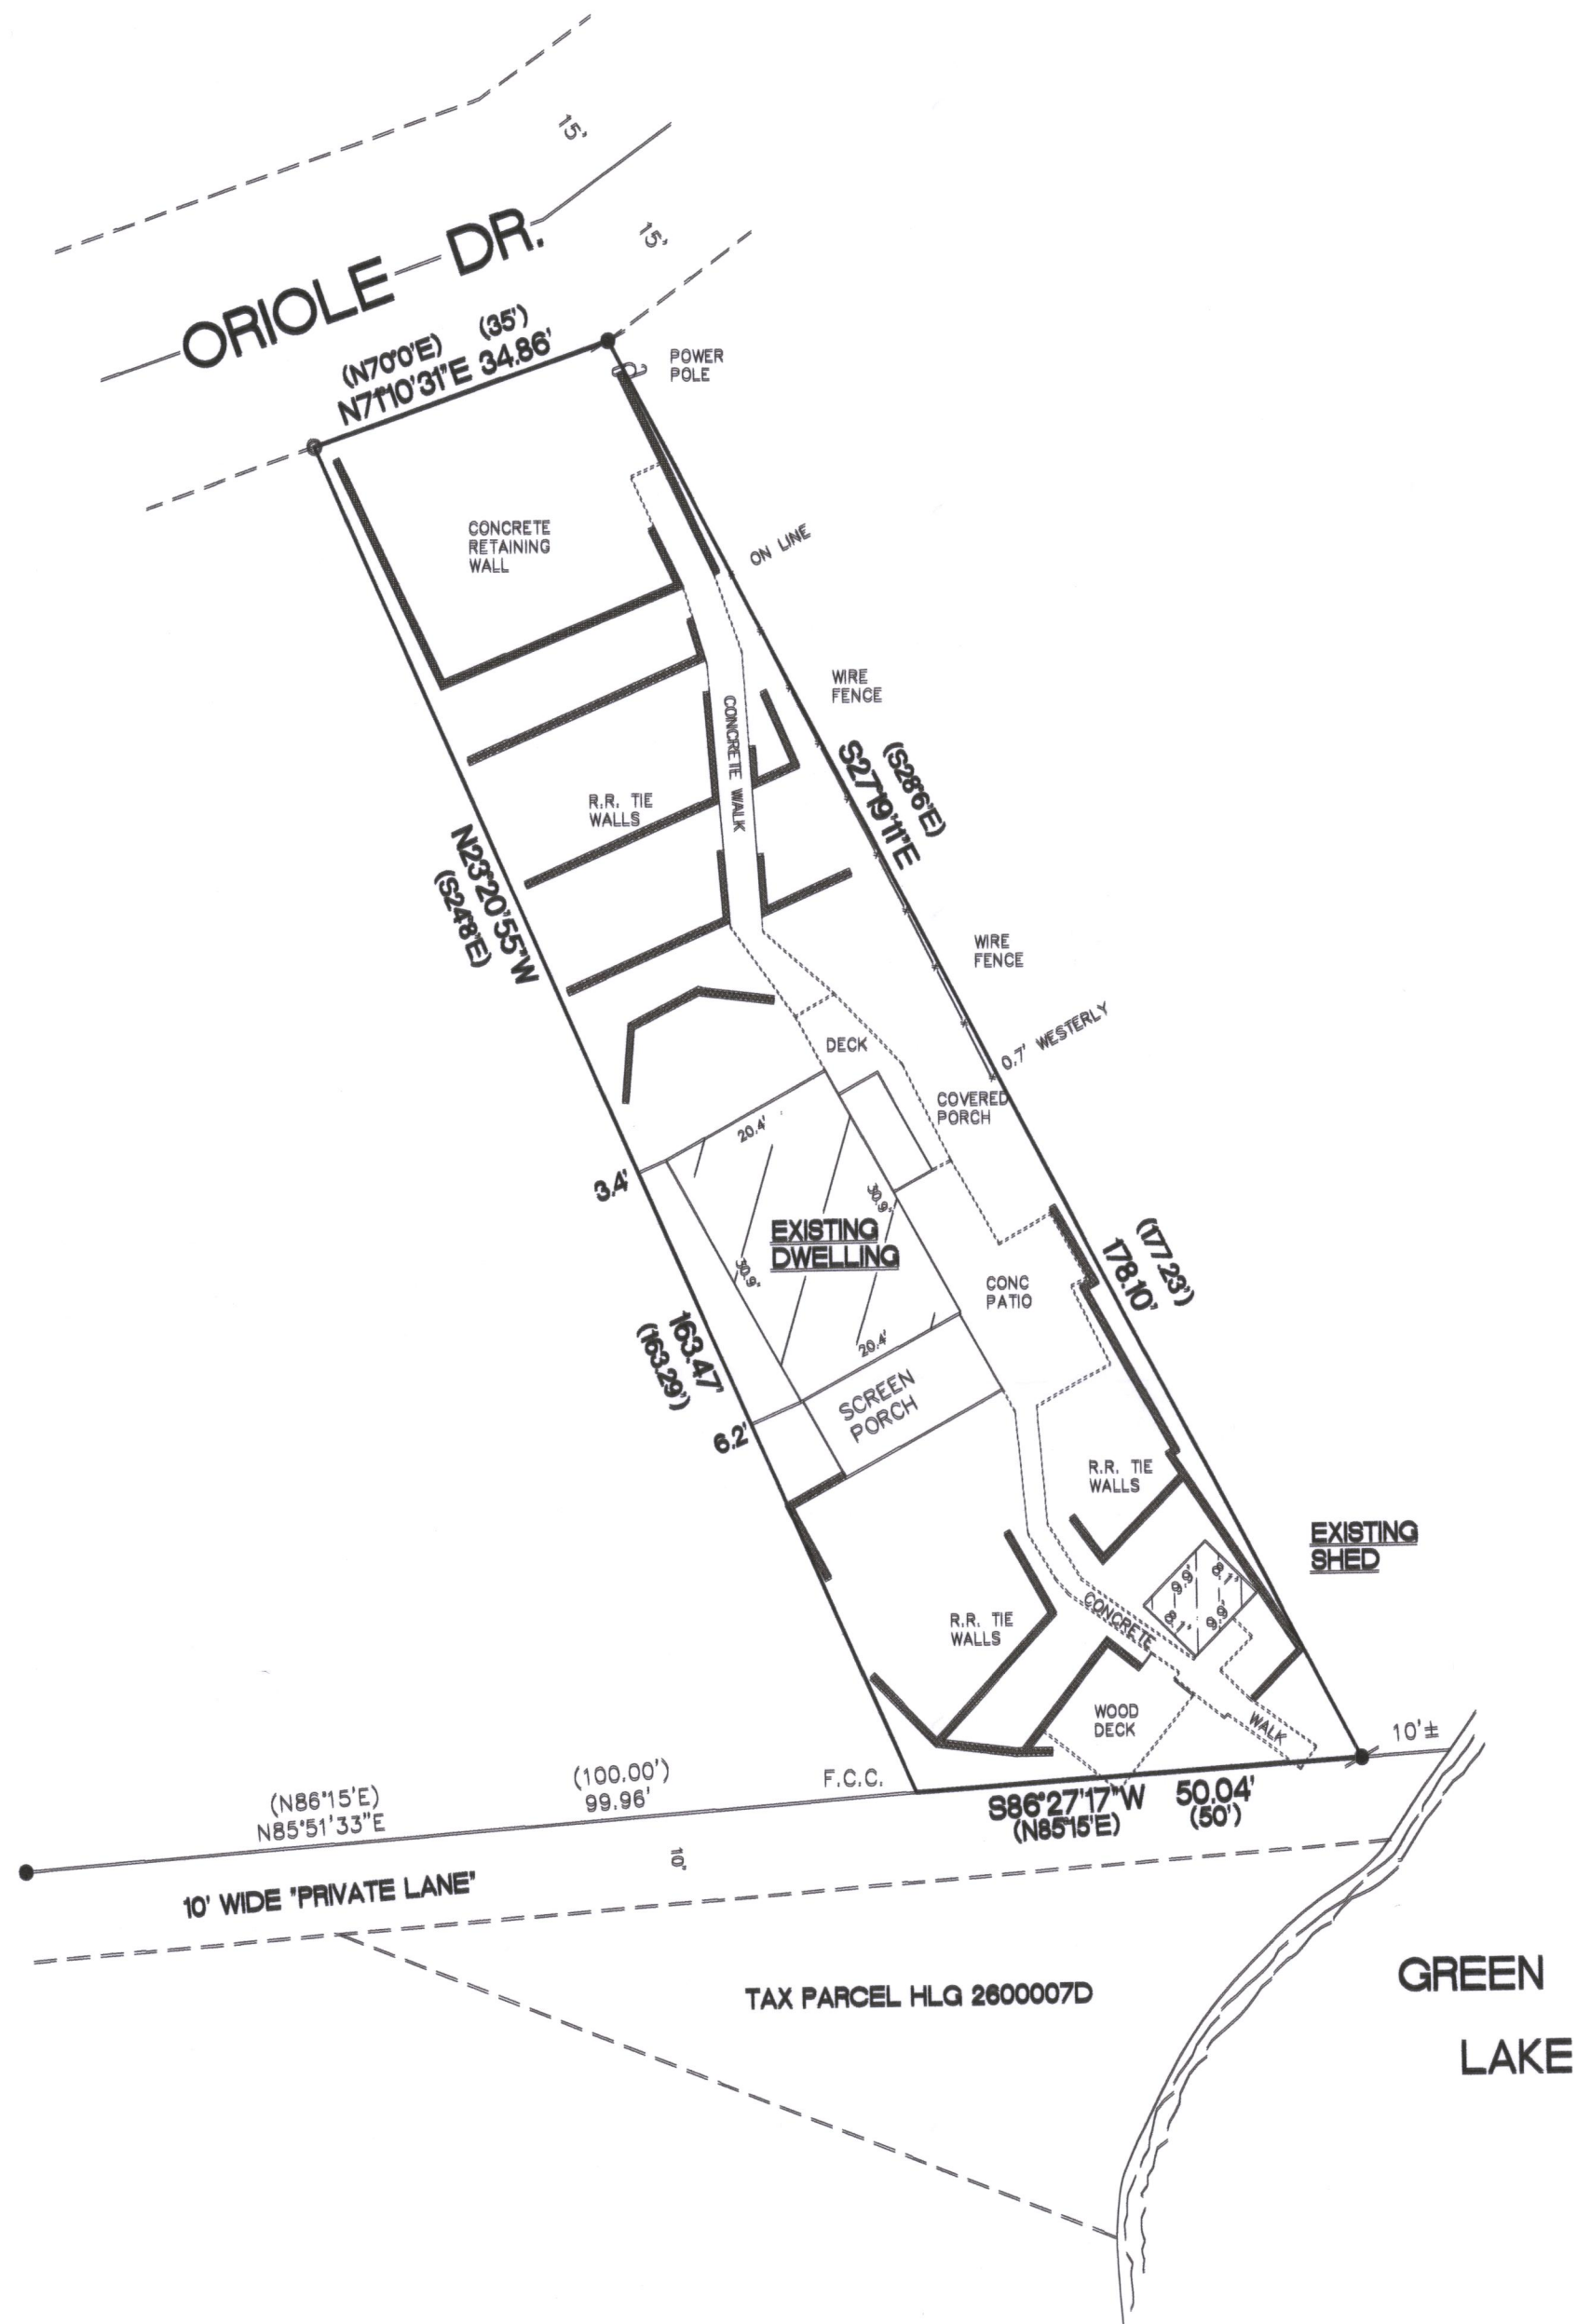 15'
15'
ORIOLE DR.
(N70°0'E) (35')
N71°10'31"E 34.86'
POWER
POLE
CONCRETE
RETAINING
WALL
ON LINE
WIRE
FENCE
CONCRETE WALK
(S28°6'E)
S27°19'11"E
R.R. TIE
WALLS
N23°20'55"W
(S24°8'E)
WIRE
FENCE
0.7' WESTERLY
DECK
COVERED
PORCH
20.4'
3.4'
30.9'
EXISTING
DWELLING
30.9'
CONC
PATIO
(177.23')
178.10'
163.47'
(163.29')
20.4'
SCREEN
PORCH
6.2'
R.R. TIE
WALLS
EXISTING
SHED
9.9'
8.1'
8.1'
9.9'
CONCRETE
R.R. TIE
WALLS
WOOD
DECK
WALK
10'±
(N86°15'E)
N85°51'33"E
(100.00')
99.96'
F.C.C.
S86°27'17"W 50.04'
(N85°15'E) (50')
10'
10' WIDE "PRIVATE LANE"
TAX PARCEL HLG 2600007D
GREEN
LAKE